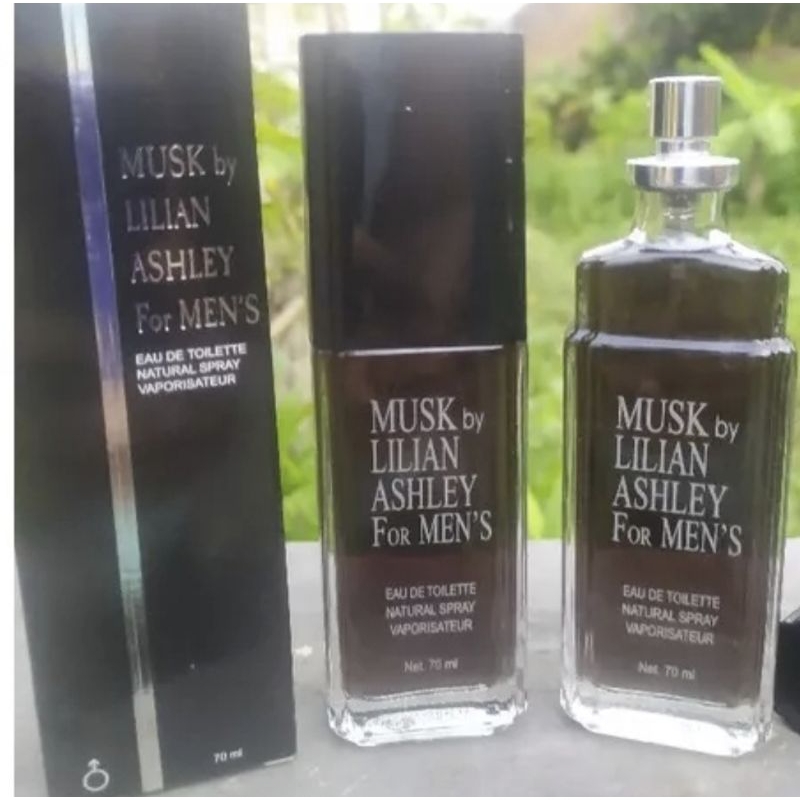 MUSK by
LILIAN
ASHLEY
For MEN'S
EAU DE TOILETTE
NATURAL SPRAY
VAPORISATEUR
70 ml
MUSK by
LILIAN
ASHLEY
FOR MEN'S
EAU DE TOILETTE
NATURAL SPRAY
VAPORISATEUR
Net. 70 ml
MUSK by
LILIAN
ASHLEY
FOR MEN'S
EAU DE TOILETTE
NATURAL SPRAY
VAPORISATEUR
Net. 70 ml